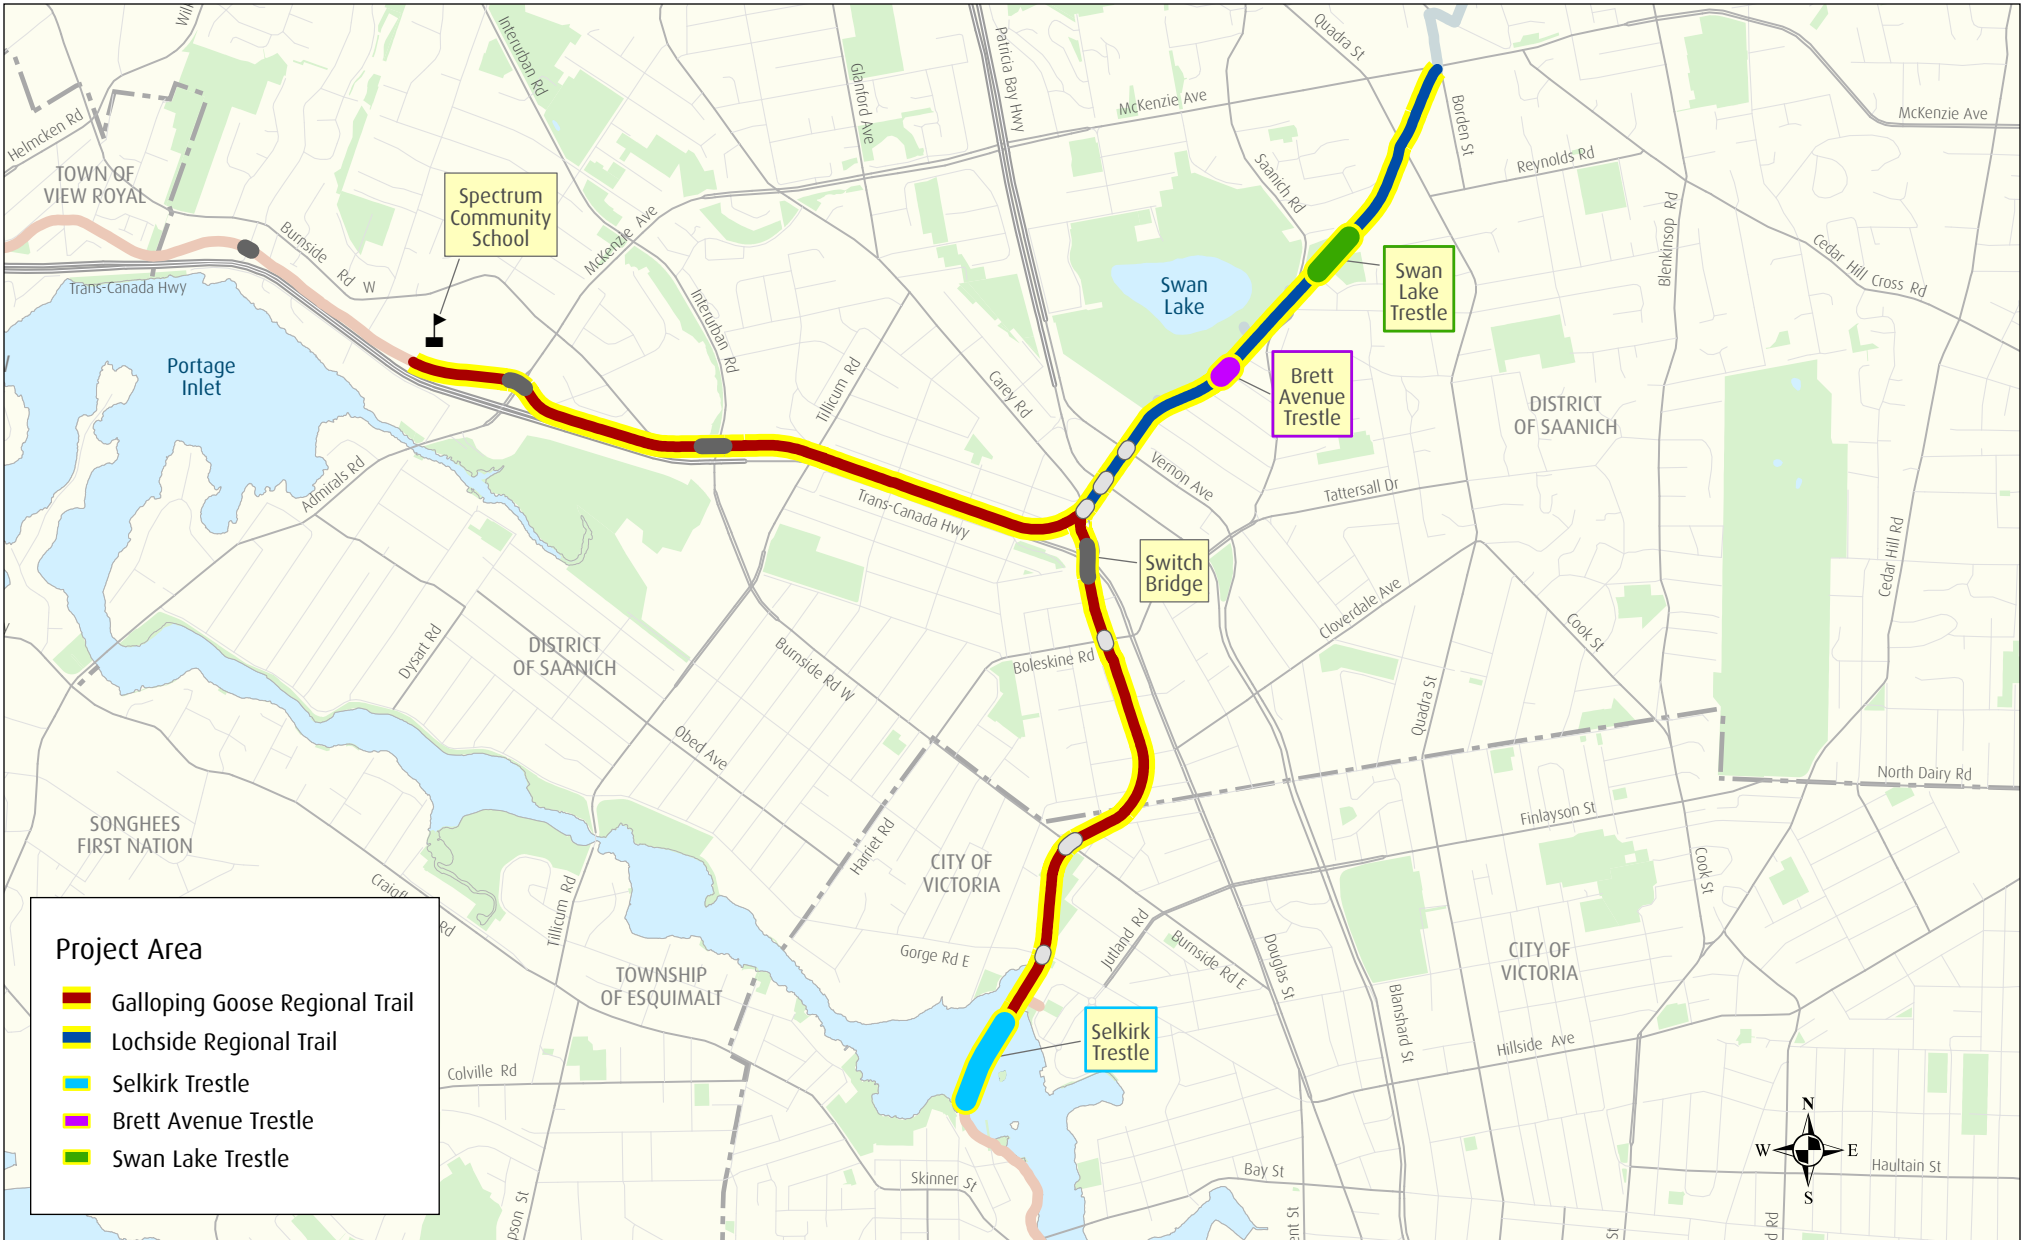 Quadra St
Interurban Rd
Patricia Bay Hwy
Glanford Ave
McKenzie Ave
Borden St
McKenzie Ave
Helmcken Rd
TOWN OF
VIEW ROYAL
Spectrum
Community
School
Saanich Rd
Reynolds Rd
Blenkinsop Rd
Burnside Rd W
McKenzie Ave
Cedar Hill Cross Rd
Trans-Canada Hwy
Swan
Lake
Swan
Lake
Trestle
Interurban Rd
Portage
Inlet
Tillicum Rd
Carey Rd
Brett
Avenue
Trestle
DISTRICT
OF SAANICH
Admirals Rd
Vernon Ave
Tattersall Dr
Trans-Canada Hwy
Switch
Bridge
Cedar Hill Rd
Cloverdale Ave
Cook St
Dysart Rd
DISTRICT
OF SAANICH
Burnside Rd W
Boleskine Rd
Quadra St
Obed Ave
North Dairy Rd
SONGHEES
FIRST NATION
Harriet Rd
CITY OF
VICTORIA
Finlayson St
Cook St
Tillicum Rd
Rd
Jutland Rd
Burnside Rd E
Gorge Rd E
Douglas St
CITY OF
VICTORIA
TOWNSHIP
OF ESQUIMALT
Blanshard St
Selkirk
Trestle
Hillside Ave
Colville Rd
Project Area
Galloping Goose Regional Trail
Lochside Regional Trail
Selkirk Trestle
Brett Avenue Trestle
Swan Lake Trestle
N
W
E
S
Skinner St
Bay St
Haultain St
St
St
Rd